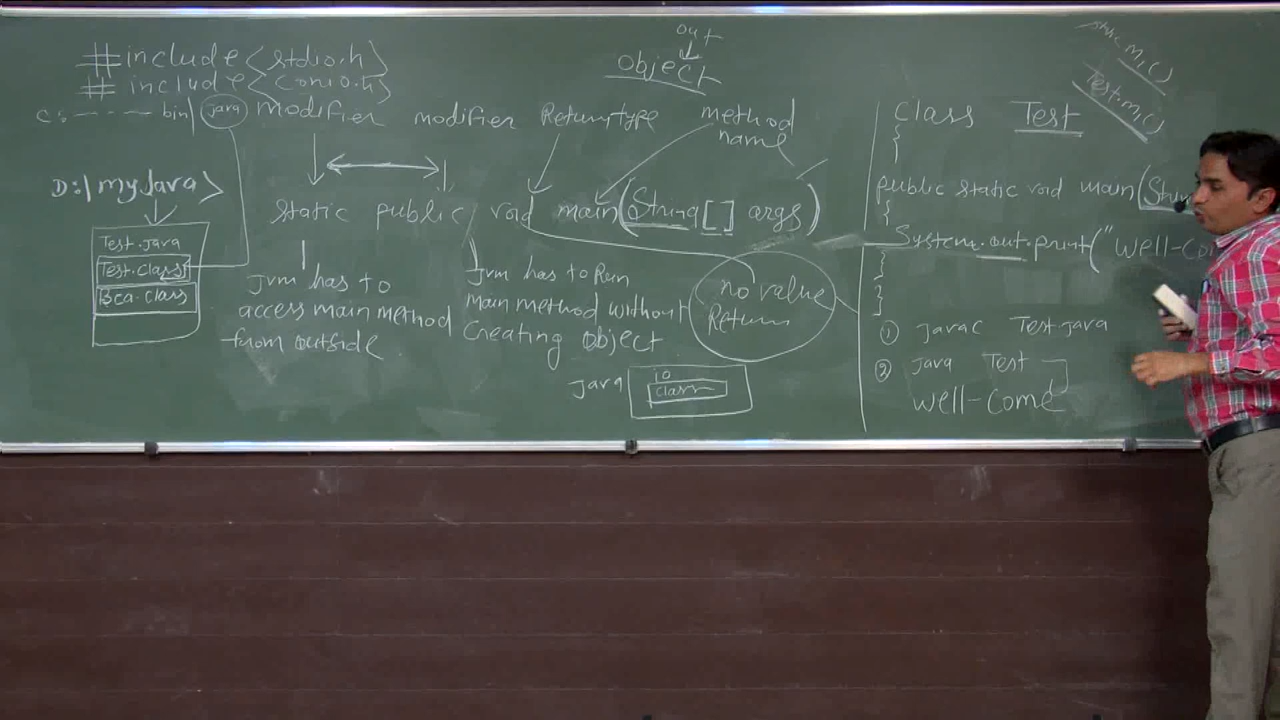 #include<stdio.h>
# include<conio.h>
C:----- bin| java
modifier modifier Returntype method name
D:|myJava>
Test.java
Test.class
Bca.class
static public void main(String[] args)
Jvm has to
access main method
from outside
Jvm has to Run
main method without
Creating object
no value
Return
out
object
java
io
class
static m1()
Test.m1()
Class Test
{
public static void main(String
{
System.out.print("Well-Co
}
}
① javac Test.java
② java Test
Well-Come